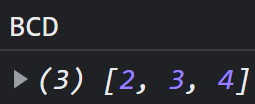 BCD
(3) [2, 3, 4]